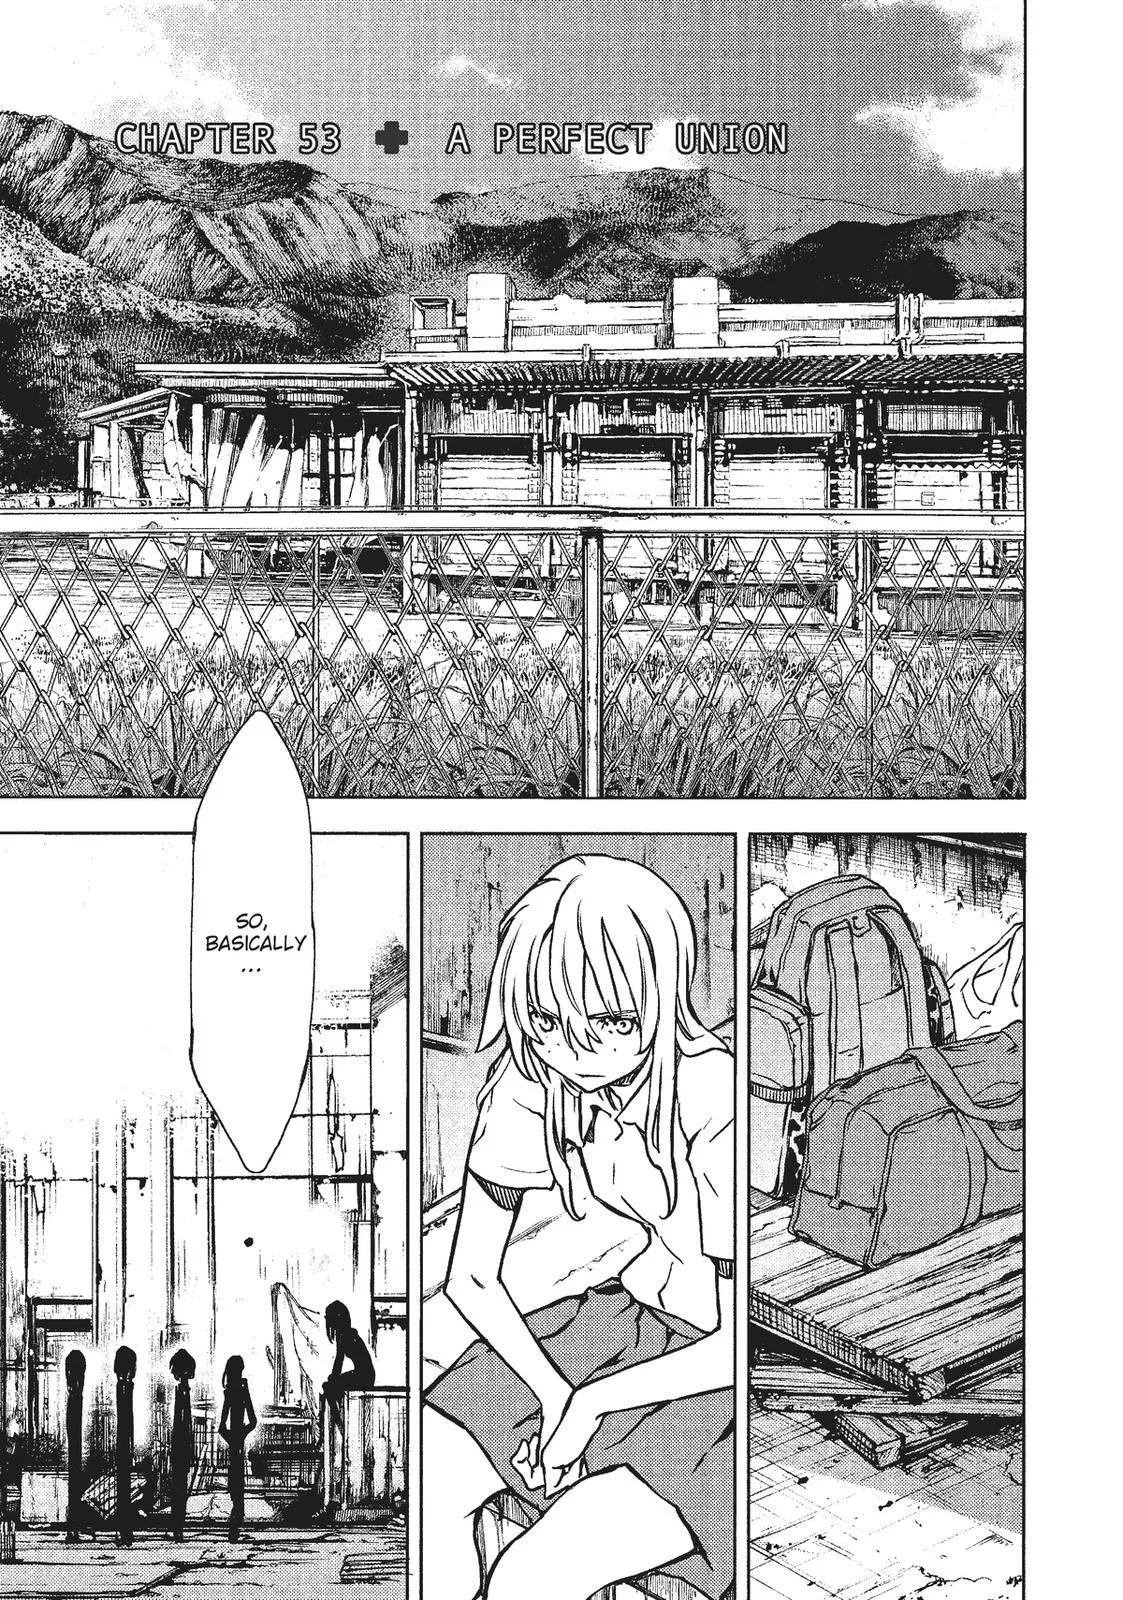 CHAPTER 53 ✚ A PERFECT UNION
SO,
BASICALLY
...